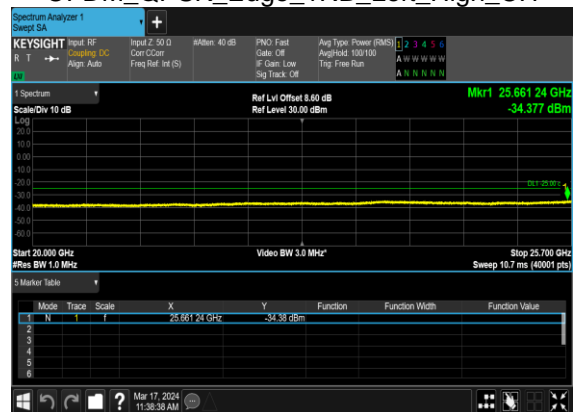 Spectrum Analyzer 1
Swept SA
+
KEYSIGHT
R T
LU
Input: RF
Coupling: DC
Align: Auto
Input Z: 50 Ω
Corr CCorr
Freq Ref: Int (S)
#Atten: 40 dB
PNO: Fast
Gate: Off
IF Gain: Low
Sig Track: Off
Avg Type: Power (RMS)
Avg|Hold: 100/100
Trig: Free Run
1 2 3 4 5 6
A W W W W W
A N N N N N
1 Spectrum
Scale/Div 10 dB
Ref Lvl Offset 8.60 dB
Ref Level 30.00 dBm
Mkr1 25.661 24 GHz
-34.377 dBm
Log
20.0
10.0
0.00
-10.0
-20.0
-30.0
-40.0
-50.0
-60.0
Start 20.000 GHz
#Res BW 1.0 MHz
Video BW 3.0 MHz*
Stop 25.700 GHz
Sweep 10.7 ms (40001 pts)
5 Marker Table
Mode Trace Scale X Y Function Function Width Function Value
1 N 1 f 25.661 24 GHz -34.38 dBm
2
3
4
5
6
?
Mar 17, 2024
11:38:38 AM